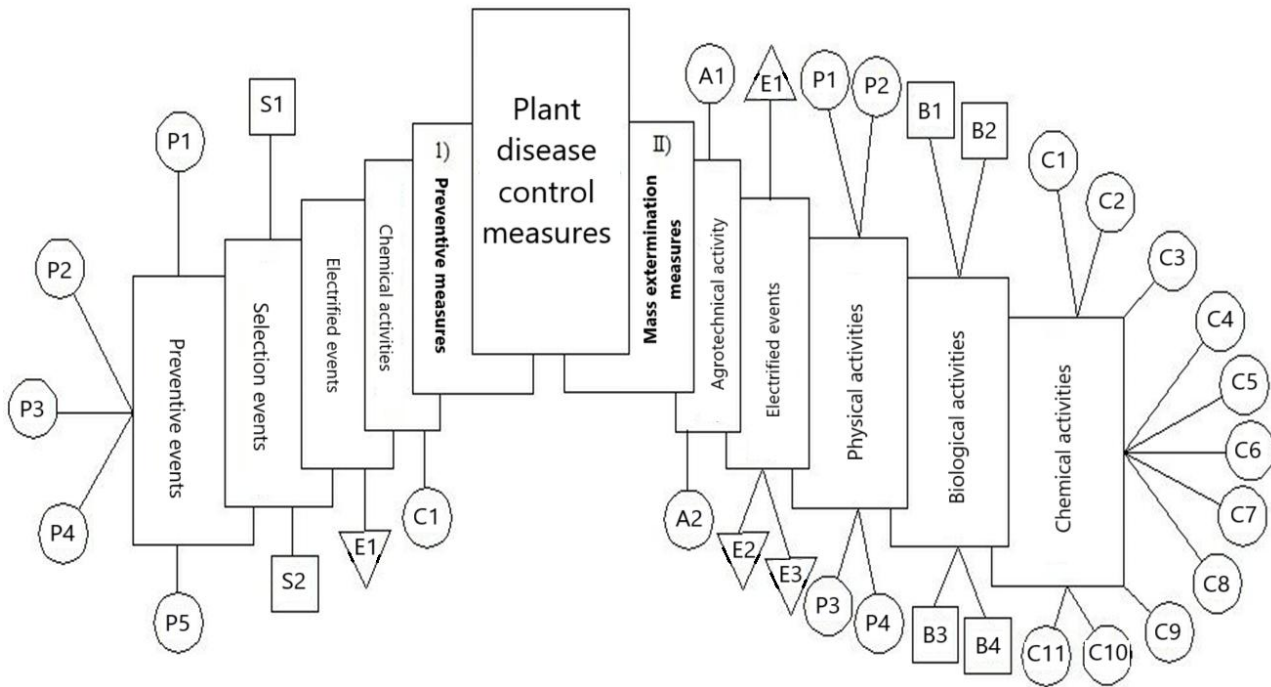 Plant
disease
control
measures
1)
Preventive measures
Chemical activities
C1
Electrified events
E1
Selection events
S1
S2
Preventive events
P1
P2
P3
P4
P5
II)
Mass extermination
measures
Agrotechnical activity
A1
A2
Electrified events
E1
E2
E3
Physical activities
P1
P2
P3
P4
Biological activities
B1
B2
B3
B4
Chemical activities
C1
C2
C3
C4
C5
C6
C7
C8
C9
C10
C11